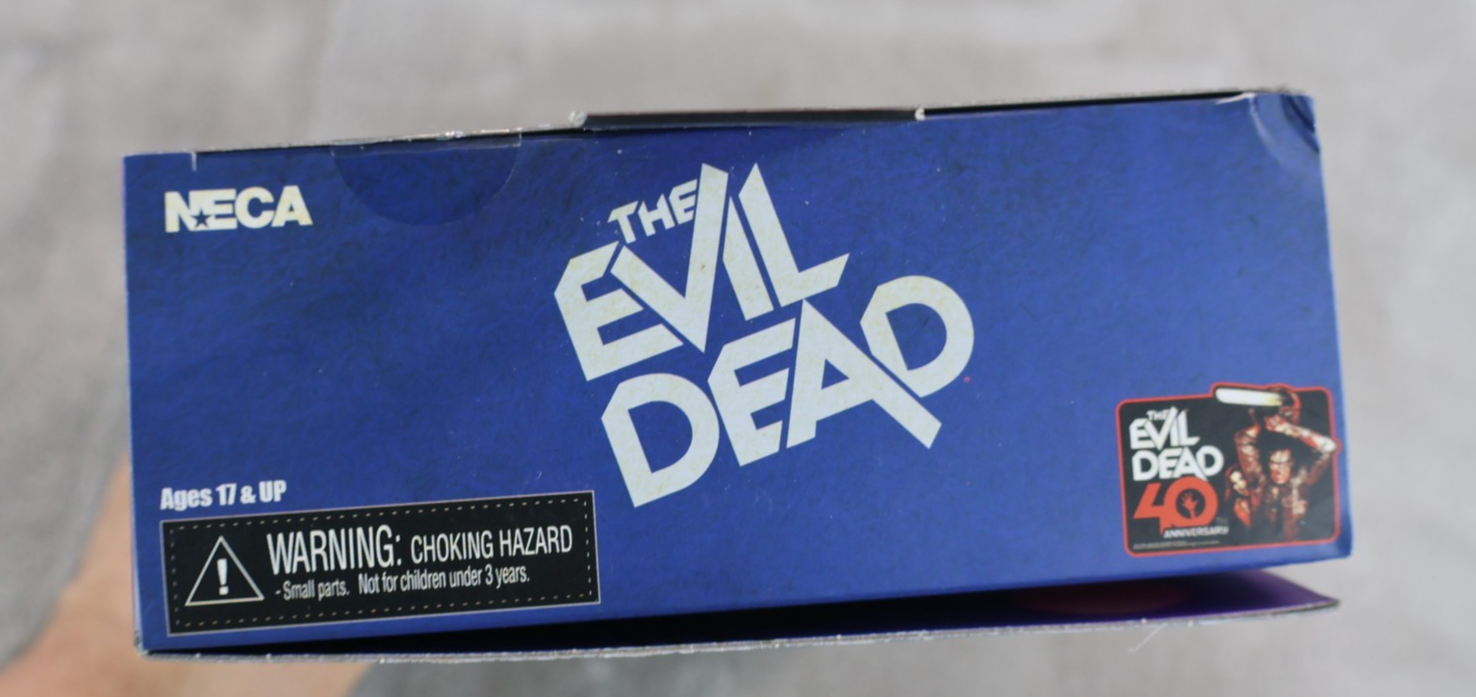 NECA
THE
EVIL
DEAD
Ages 17 & UP
WARNING: CHOKING HAZARD
-Small parts. Not for children under 3 years.
THE
EVIL
DEAD
40
ANNIVERSARY